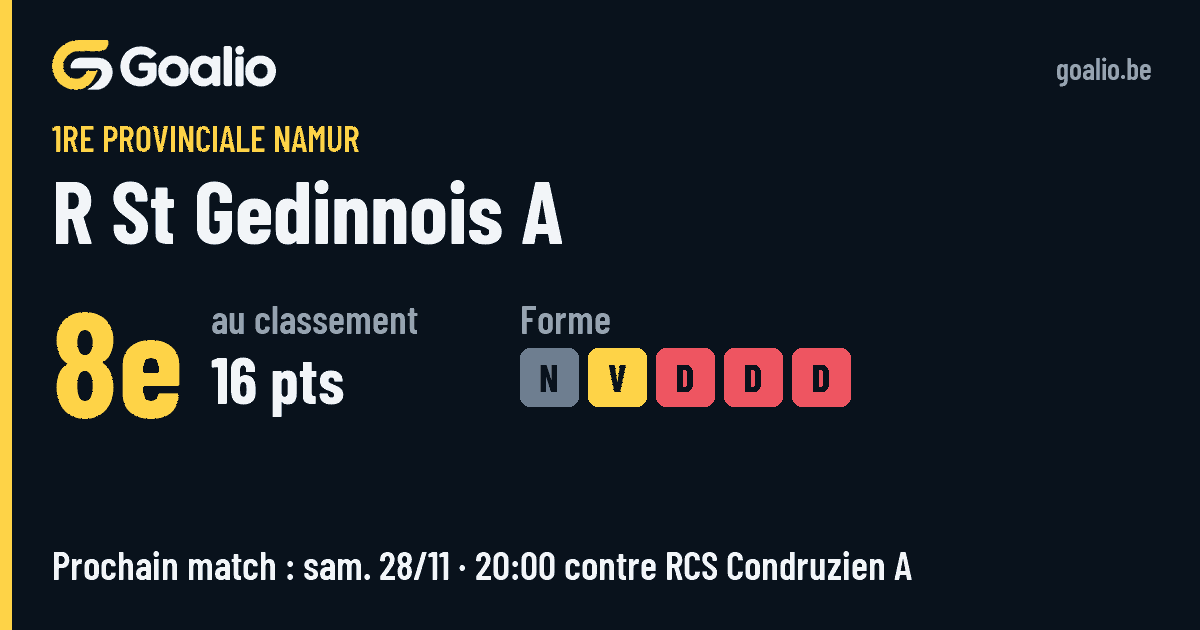 Goalio
goalio.be
1RE PROVINCIALE NAMUR
R St Gedinnois A
8e
au classement
16 pts
Forme
N V D D D
Prochain match : sam. 28/11 · 20:00 contre RCS Condruzien A